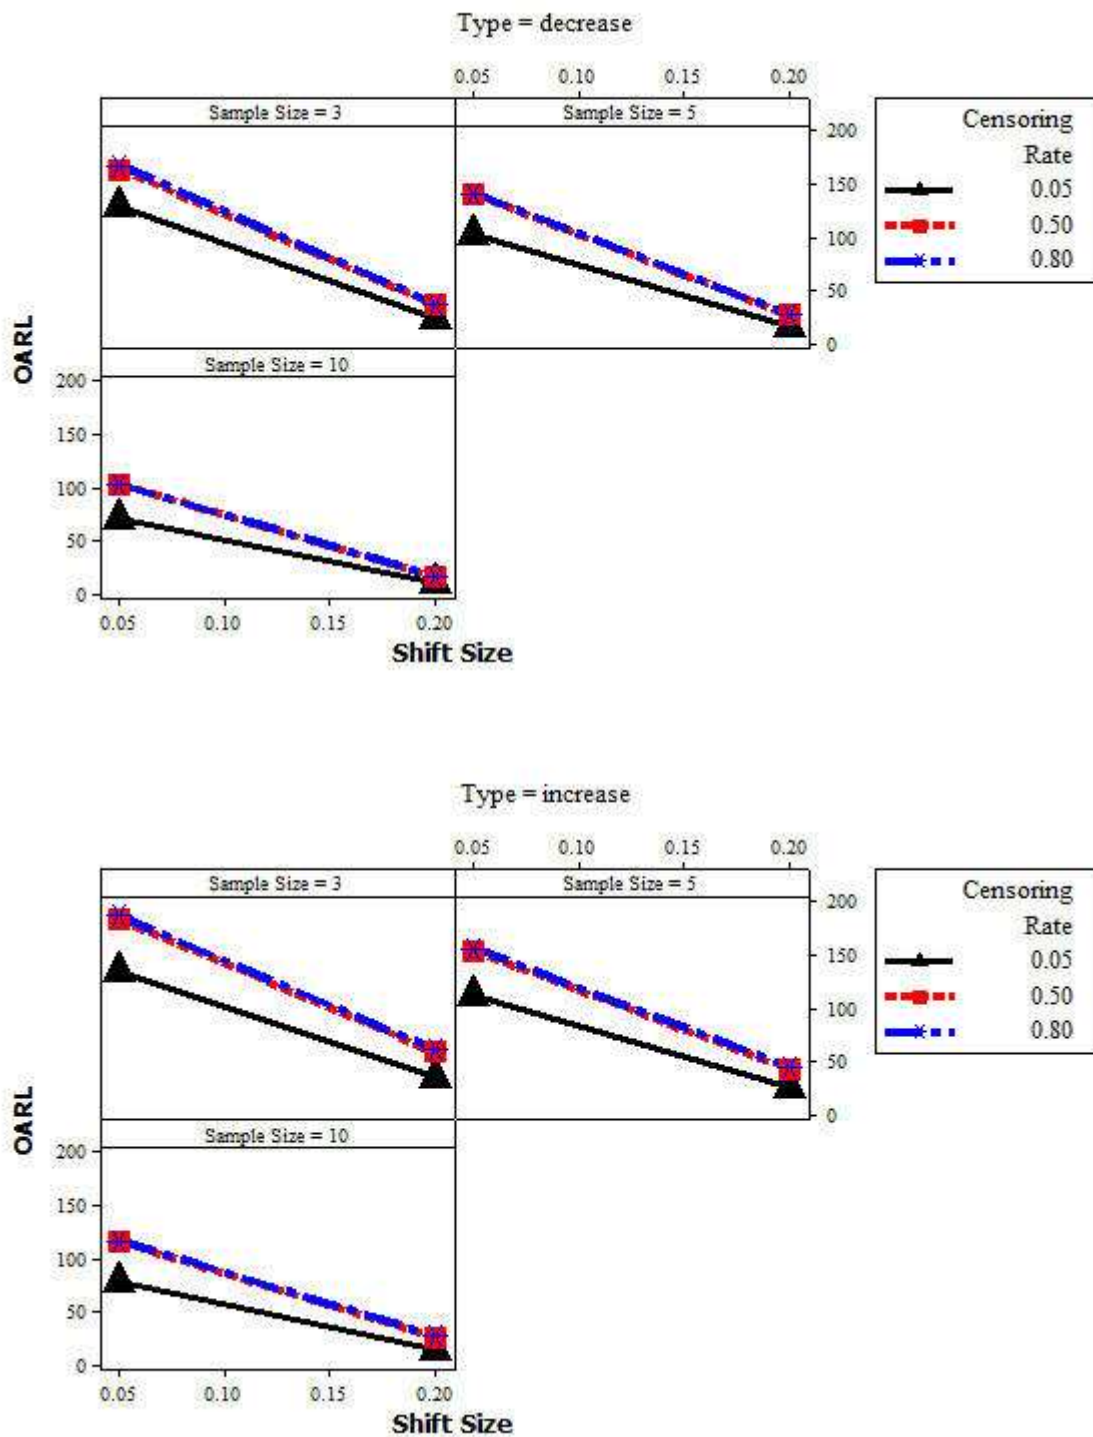 Type = decrease
0.05 0.10 0.15 0.20
Sample Size = 3 Sample Size = 5
200
150
100
50
0
Censoring
Rate
0.05
0.50
0.80
OARL
Sample Size = 10
200
150
100
50
0
0.05 0.10 0.15 0.20
Shift Size
Type = increase
0.05 0.10 0.15 0.20
Sample Size = 3 Sample Size = 5
200
150
100
50
0
Censoring
Rate
0.05
0.50
0.80
OARL
Sample Size = 10
200
150
100
50
0
0.05 0.10 0.15 0.20
Shift Size